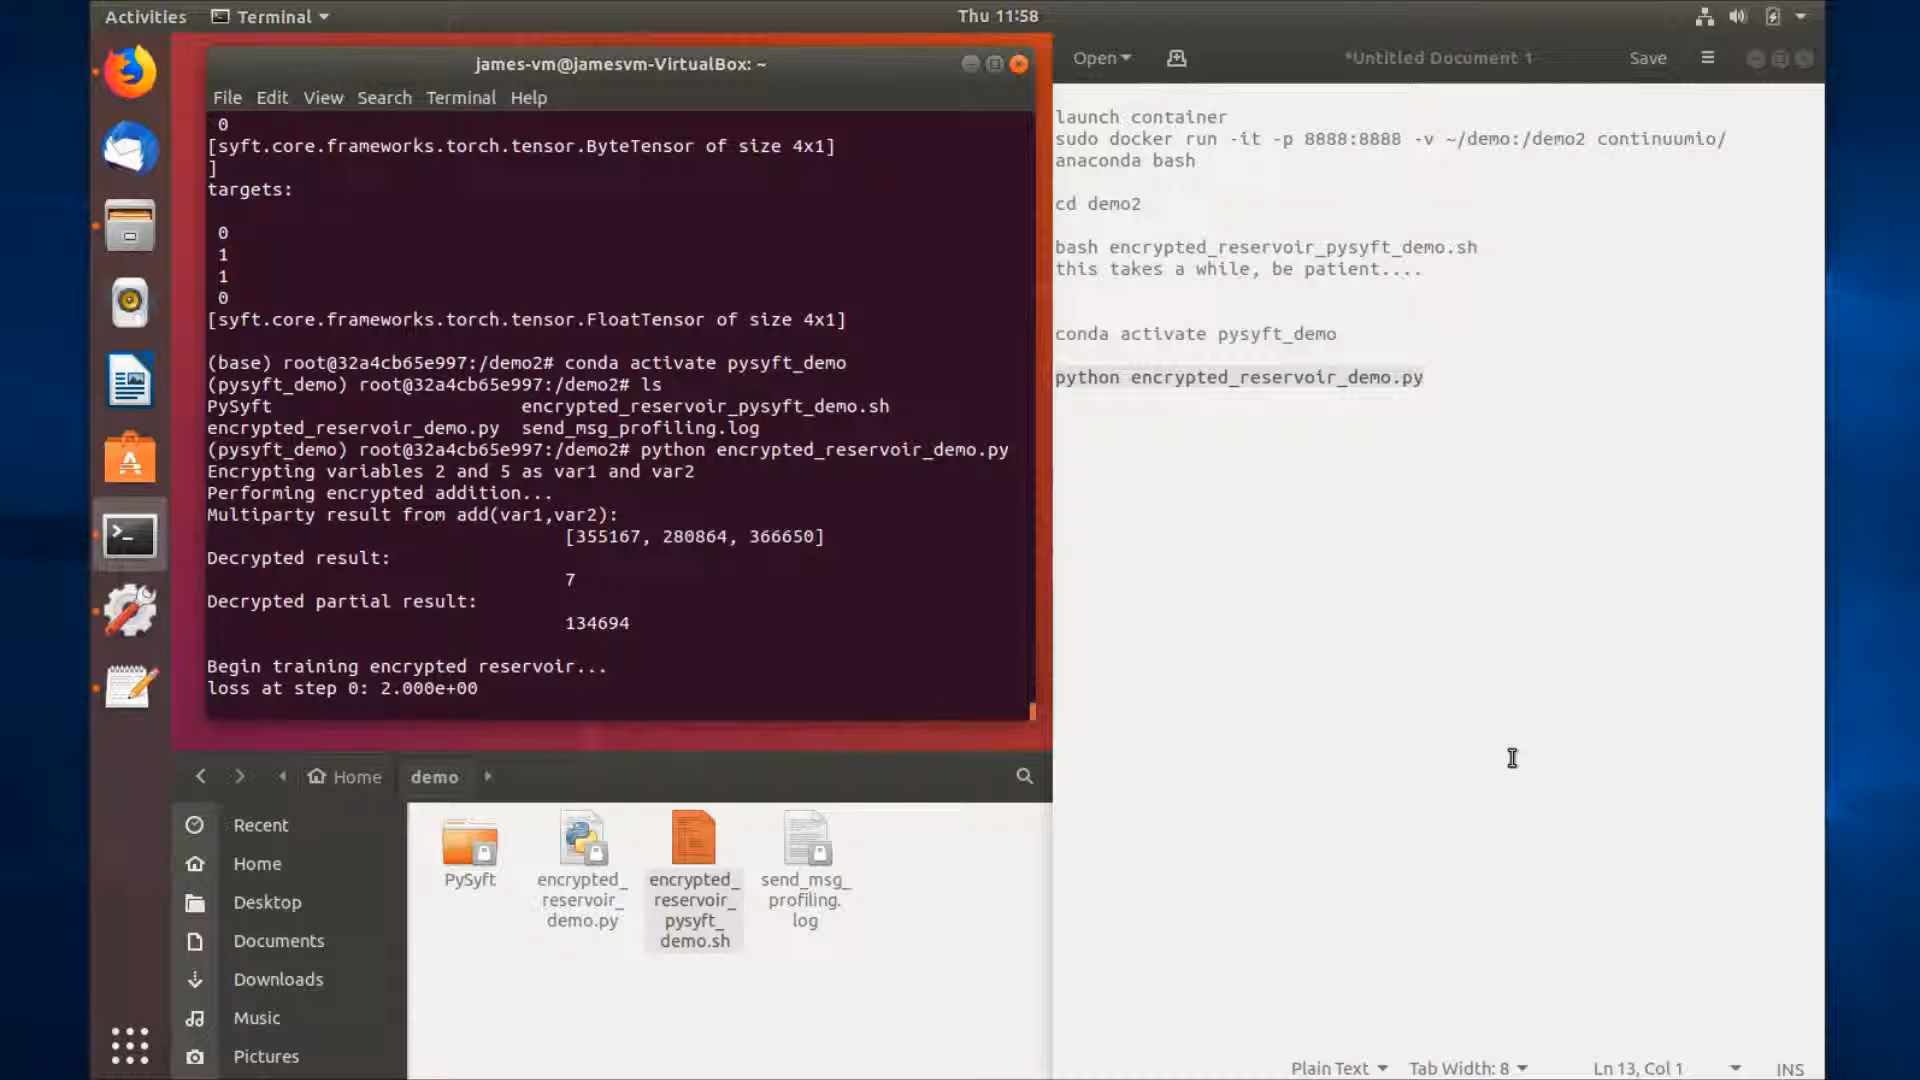 Activities
Terminal
Thu 11:58
james-vm@jamesvm-VirtualBox: ~
File Edit View Search Terminal Help
0
[syft.core.frameworks.torch.tensor.ByteTensor of size 4x1]
]
targets:
0
1
1
0
[syft.core.frameworks.torch.tensor.FloatTensor of size 4x1]
(base) root@32a4cb65e997:/demo2# conda activate pysyft_demo
(pysyft_demo) root@32a4cb65e997:/demo2# ls
PySyft encrypted_reservoir_pysyft_demo.sh
encrypted_reservoir_demo.py send_msg_profiling.log
(pysyft_demo) root@32a4cb65e997:/demo2# python encrypted_reservoir_demo.py
Encrypting variables 2 and 5 as var1 and var2
Performing encrypted addition...
Multiparty result from add(var1,var2):
[355167, 280864, 366650]
Decrypted result:
7
Decrypted partial result:
134694
Begin training encrypted reservoir...
loss at step 0: 2.000e+00
Open
*Untitled Document 1
Save
launch container
sudo docker run -it -p 8888:8888 -v ~/demo:/demo2 continuumio/
anaconda bash
cd demo2
bash encrypted_reservoir_pysyft_demo.sh
this takes a while, be patient....
conda activate pysyft_demo
python encrypted_reservoir_demo.py
Plain Text
Tab Width: 8
Ln 13, Col 1
INS
Home
demo
Recent
Home
Desktop
Documents
Downloads
Music
Pictures
PySyft
encrypted_
reservoir_
demo.py
encrypted_
reservoir_
pysyft_
demo.sh
send_msg_
profiling.
log